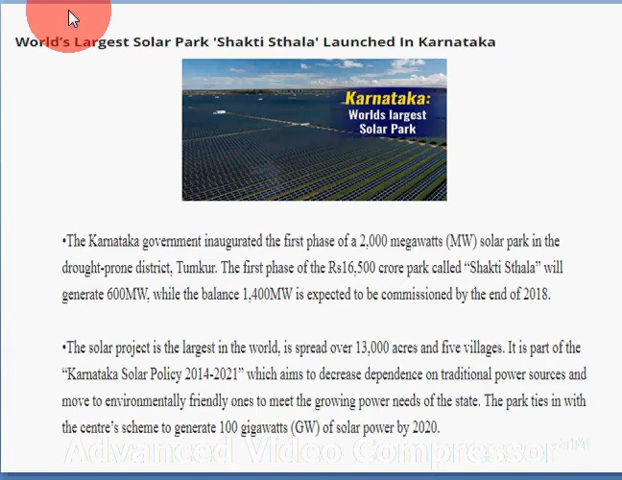 World's Largest Solar Park 'Shakti Sthala' Launched In Karnataka
Karnataka:
Worlds largest
Solar Park
•The Karnataka government inaugurated the first phase of a 2,000 megawatts (MW) solar park in the
drought-prone district, Tumkur. The first phase of the Rs16,500 crore park called “Shakti Sthala” will
generate 600MW, while the balance 1,400MW is expected to be commissioned by the end of 2018.
•The solar project is the largest in the world, is spread over 13,000 acres and five villages. It is part of the
“Karnataka Solar Policy 2014-2021” which aims to decrease dependence on traditional power sources and
move to environmentally friendly ones to meet the growing power needs of the state. The park ties in with
the centre’s scheme to generate 100 gigawatts (GW) of solar power by 2020.
Advanced Video Compressor™